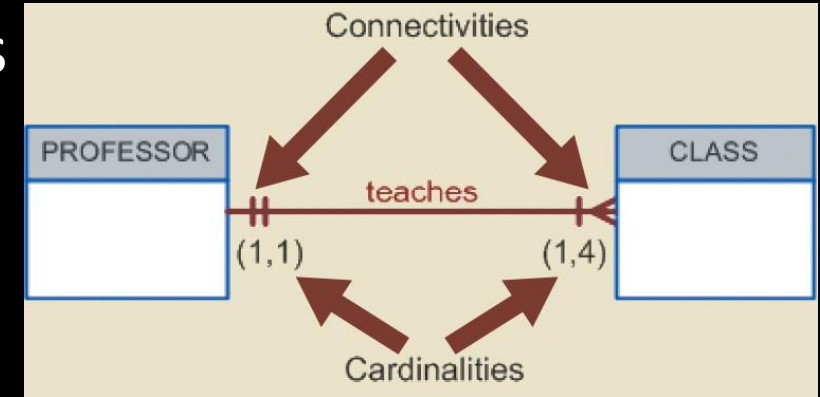 s
Connectivities
PROFESSOR
CLASS
teaches
(1,1)
(1,4)
Cardinalities